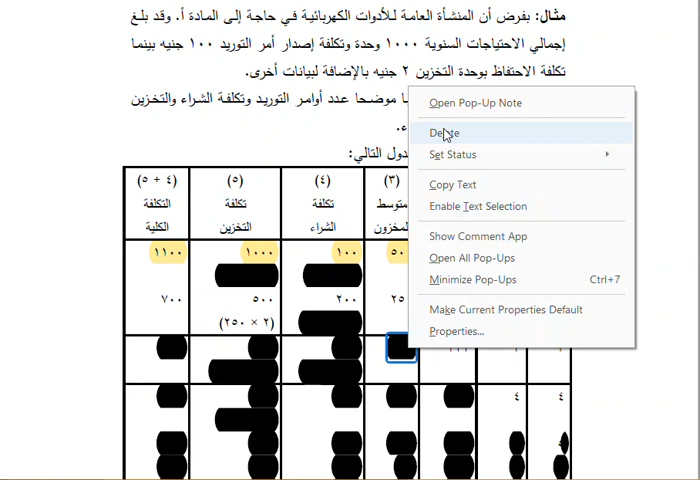 مثال: بفرض أن المنشأة العامة للأدوات الكهربائية في حاجة إلى المادة أ. وقد بلغ
إجمالي الاحتياجات السنوية ١٠٠٠ وحدة وتكلفة إصدار أمر التوريد ١٠٠ جنيه بينما
تكلفة الاحتفاظ بوحدة التخزين ٢ جنيه بالإضافة لبيانات أخرى.
موضحا عدد أوامر التوريد وتكلفة الشراء والتخزين
التالي:
Open Pop-Up Note
Delete
Set Status
Copy Text
Enable Text Selection
Show Comment App
Open All Pop-Ups
Minimize Pop-Ups Ctrl+7
Make Current Properties Default
Properties...
(٣) (٤) (٥) (٤ + ٥)
متوسط تكلفة تكلفة التكلفة
المخزون الشراء التخزين الكلية
١٠٠ ١٠٠٠ ١١٠٠
٢٠٠ ٥٠٠ ٧٠٠
(٢ × ٢٥٠)
٤ ٤